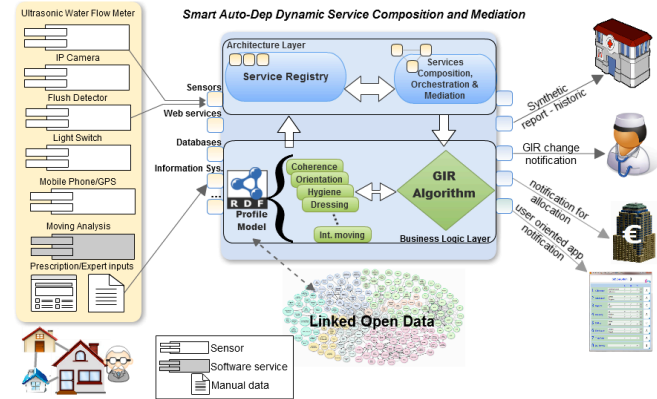 Smart Auto-Dep Dynamic Service Composition and Mediation
Ultrasonic Water Flow Meter
IP Camera
Flush Detector
Light Switch
Mobile Phone/GPS
Moving Analysis
Prescription/Expert inputs
Sensors
Web services
Databases
Information Sys.
...
Architecture Layer
Service Registry
Services
Composition,
Orchestration &
Mediation
RDF
Profile
Model
Coherence
Orientation
Hygiene
Dressing
Int. moving
GIR
Algorithm
Business Logic Layer
Synthetic
report - historic
GIR change
notification
notification for
allocation
user oriented app
notification
€
Linked Open Data
Sensor
Software service
Manual data